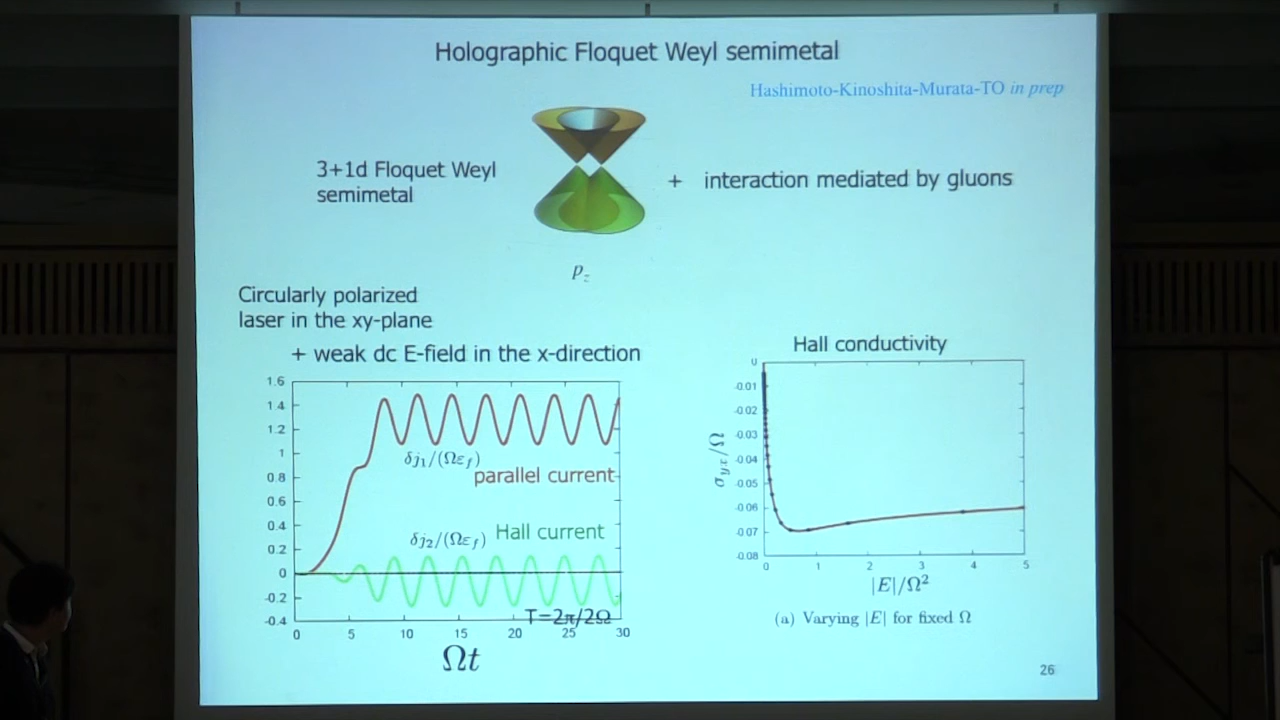 Holographic Floquet Weyl semimetal
Hashimoto-Kinoshita-Murata-TO in prep
3+1d Floquet Weyl
semimetal
+ interaction mediated by gluons
p_z
Circularly polarized
laser in the xy-plane
+ weak dc E-field in the x-direction
1.6
1.4
1.2
1
0.8
0.6
0.4
0.2
0
-0.2
-0.4
δj₁/(Ωε_f)
parallel current
δj₂/(Ωε_f) Hall current
T=2π/2Ω
0 5 10 15 20 25 30
Ωt
Hall conductivity
0
-0.01
-0.02
-0.03
-0.04
-0.05
-0.06
-0.07
-0.08
σ_yx/Ω
0 1 2 3 4 5
|E|/Ω²
(a) Varying |E| for fixed Ω
26